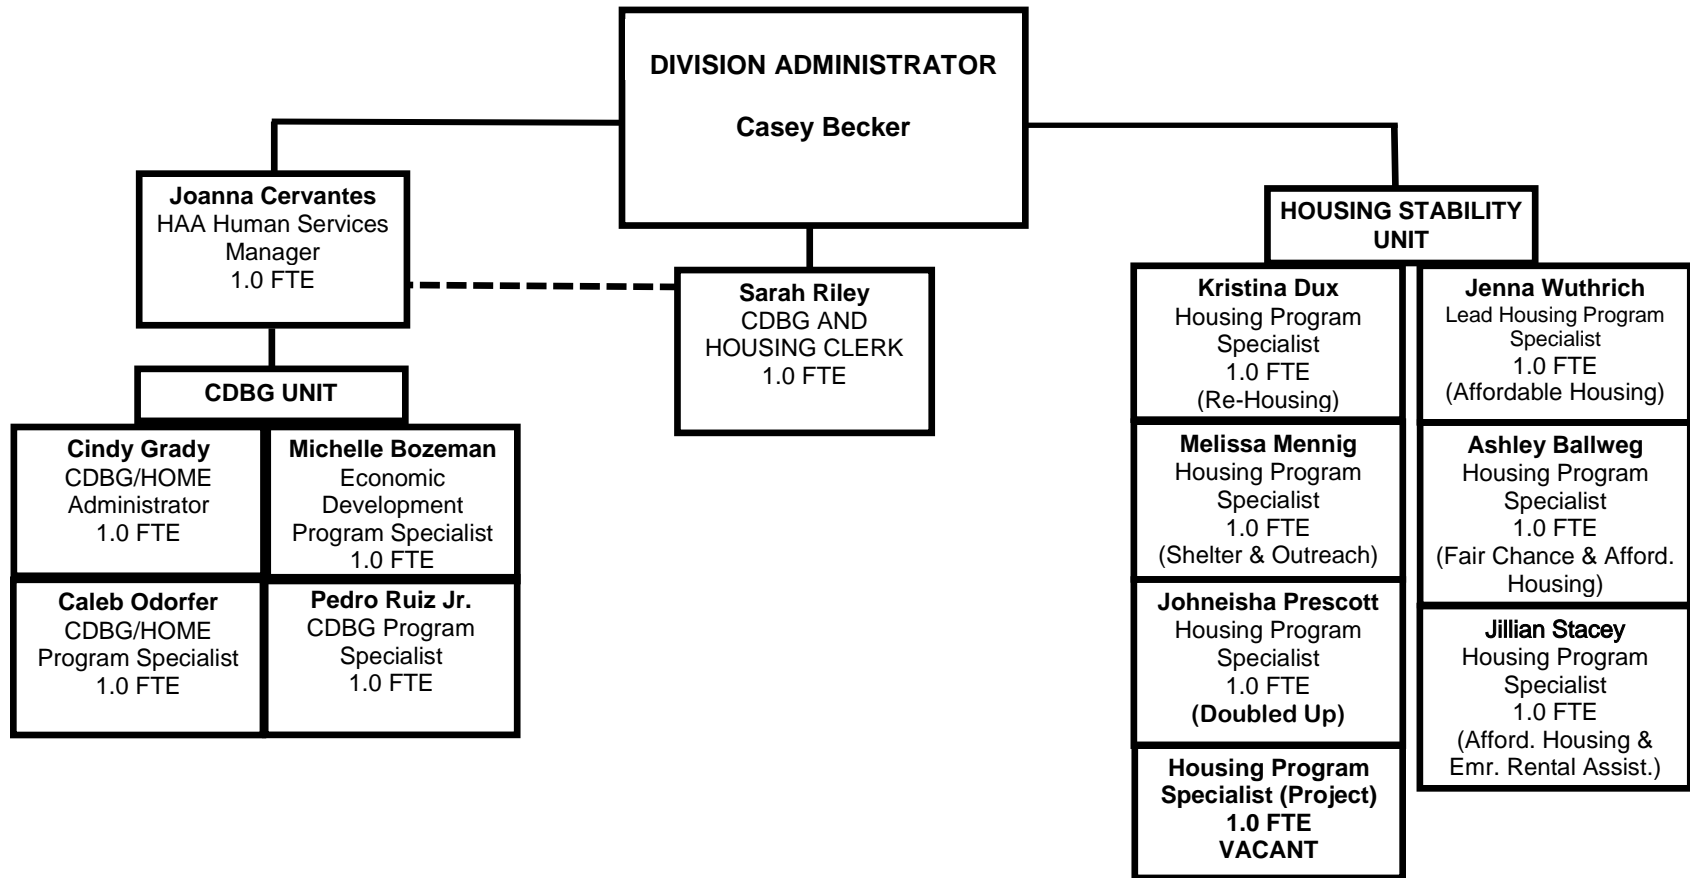 DIVISION ADMINISTRATOR
Casey Becker
Joanna Cervantes
HAA Human Services
Manager
1.0 FTE
Sarah Riley
CDBG AND
HOUSING CLERK
1.0 FTE
CDBG UNIT
Cindy Grady
CDBG/HOME
Administrator
1.0 FTE
Michelle Bozeman
Economic
Development
Program Specialist
1.0 FTE
Caleb Odorfer
CDBG/HOME
Program Specialist
1.0 FTE
Pedro Ruiz Jr.
CDBG Program
Specialist
1.0 FTE
HOUSING STABILITY
UNIT
Kristina Dux
Housing Program
Specialist
1.0 FTE
(Re-Housing)
Melissa Mennig
Housing Program
Specialist
1.0 FTE
(Shelter & Outreach)
Johneisha Prescott
Housing Program
Specialist
1.0 FTE
(Doubled Up)
Housing Program
Specialist (Project)
1.0 FTE
VACANT
Jenna Wuthrich
Lead Housing Program
Specialist
1.0 FTE
(Affordable Housing)
Ashley Ballweg
Housing Program
Specialist
1.0 FTE
(Fair Chance & Afford.
Housing)
Jillian Stacey
Housing Program
Specialist
1.0 FTE
(Afford. Housing &
Emr. Rental Assist.)